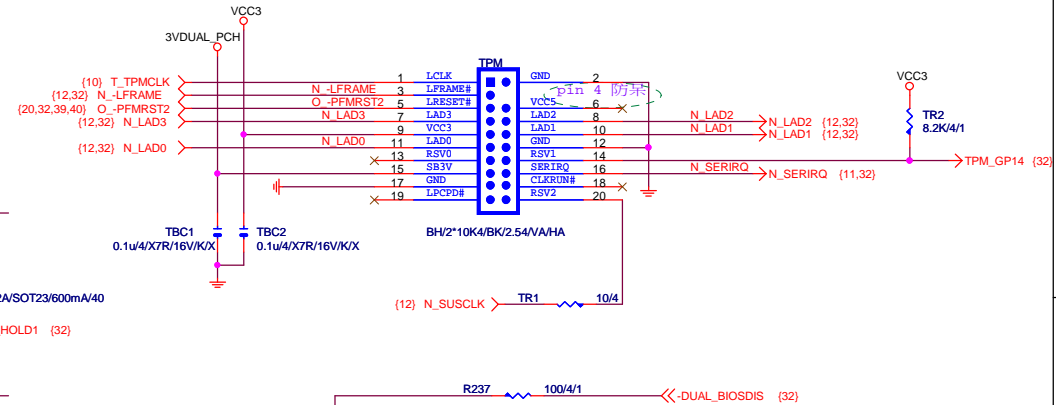 VCC3
3VDUAL_PCH
TPM
{10} T_TPMCLK
1 LCLK GND 2
{12,32} N_-LFRAME N_-LFRAME 3 LFRAME#
pin 4 防呆
{20,32,39,40} O_-PFMRST2 O_-PFMRST2 5 LRESET# VCC5 6
{12,32} N_LAD3 N_LAD3 7 LAD3 LAD2 8 N_LAD2 N_LAD2 {12,32}
9 VCC3 LAD1 10 N_LAD1 N_LAD1 {12,32}
{12,32} N_LAD0 N_LAD0 11 LAD0 GND 12
13 RSV0 RSV1 14 TPM_GP14 {32}
15 SB3V SERIRQ 16 N_SERIRQ N_SERIRQ {11,32}
17 GND CLKRUN# 18
19 LPCPD# RSV2 20
VCC3
TR2
8.2K/4/1
BH/2*10K4/BK/2.54/VA/HA
TBC1
0.1u/4/X7R/16V/K/X
TBC2
0.1u/4/X7R/16V/K/X
A/SOT23/600mA/40
{12} N_SUSCLK TR1 10/4
HOLD1 {32}
R237 100/4/1 -DUAL_BIOSDIS {32}